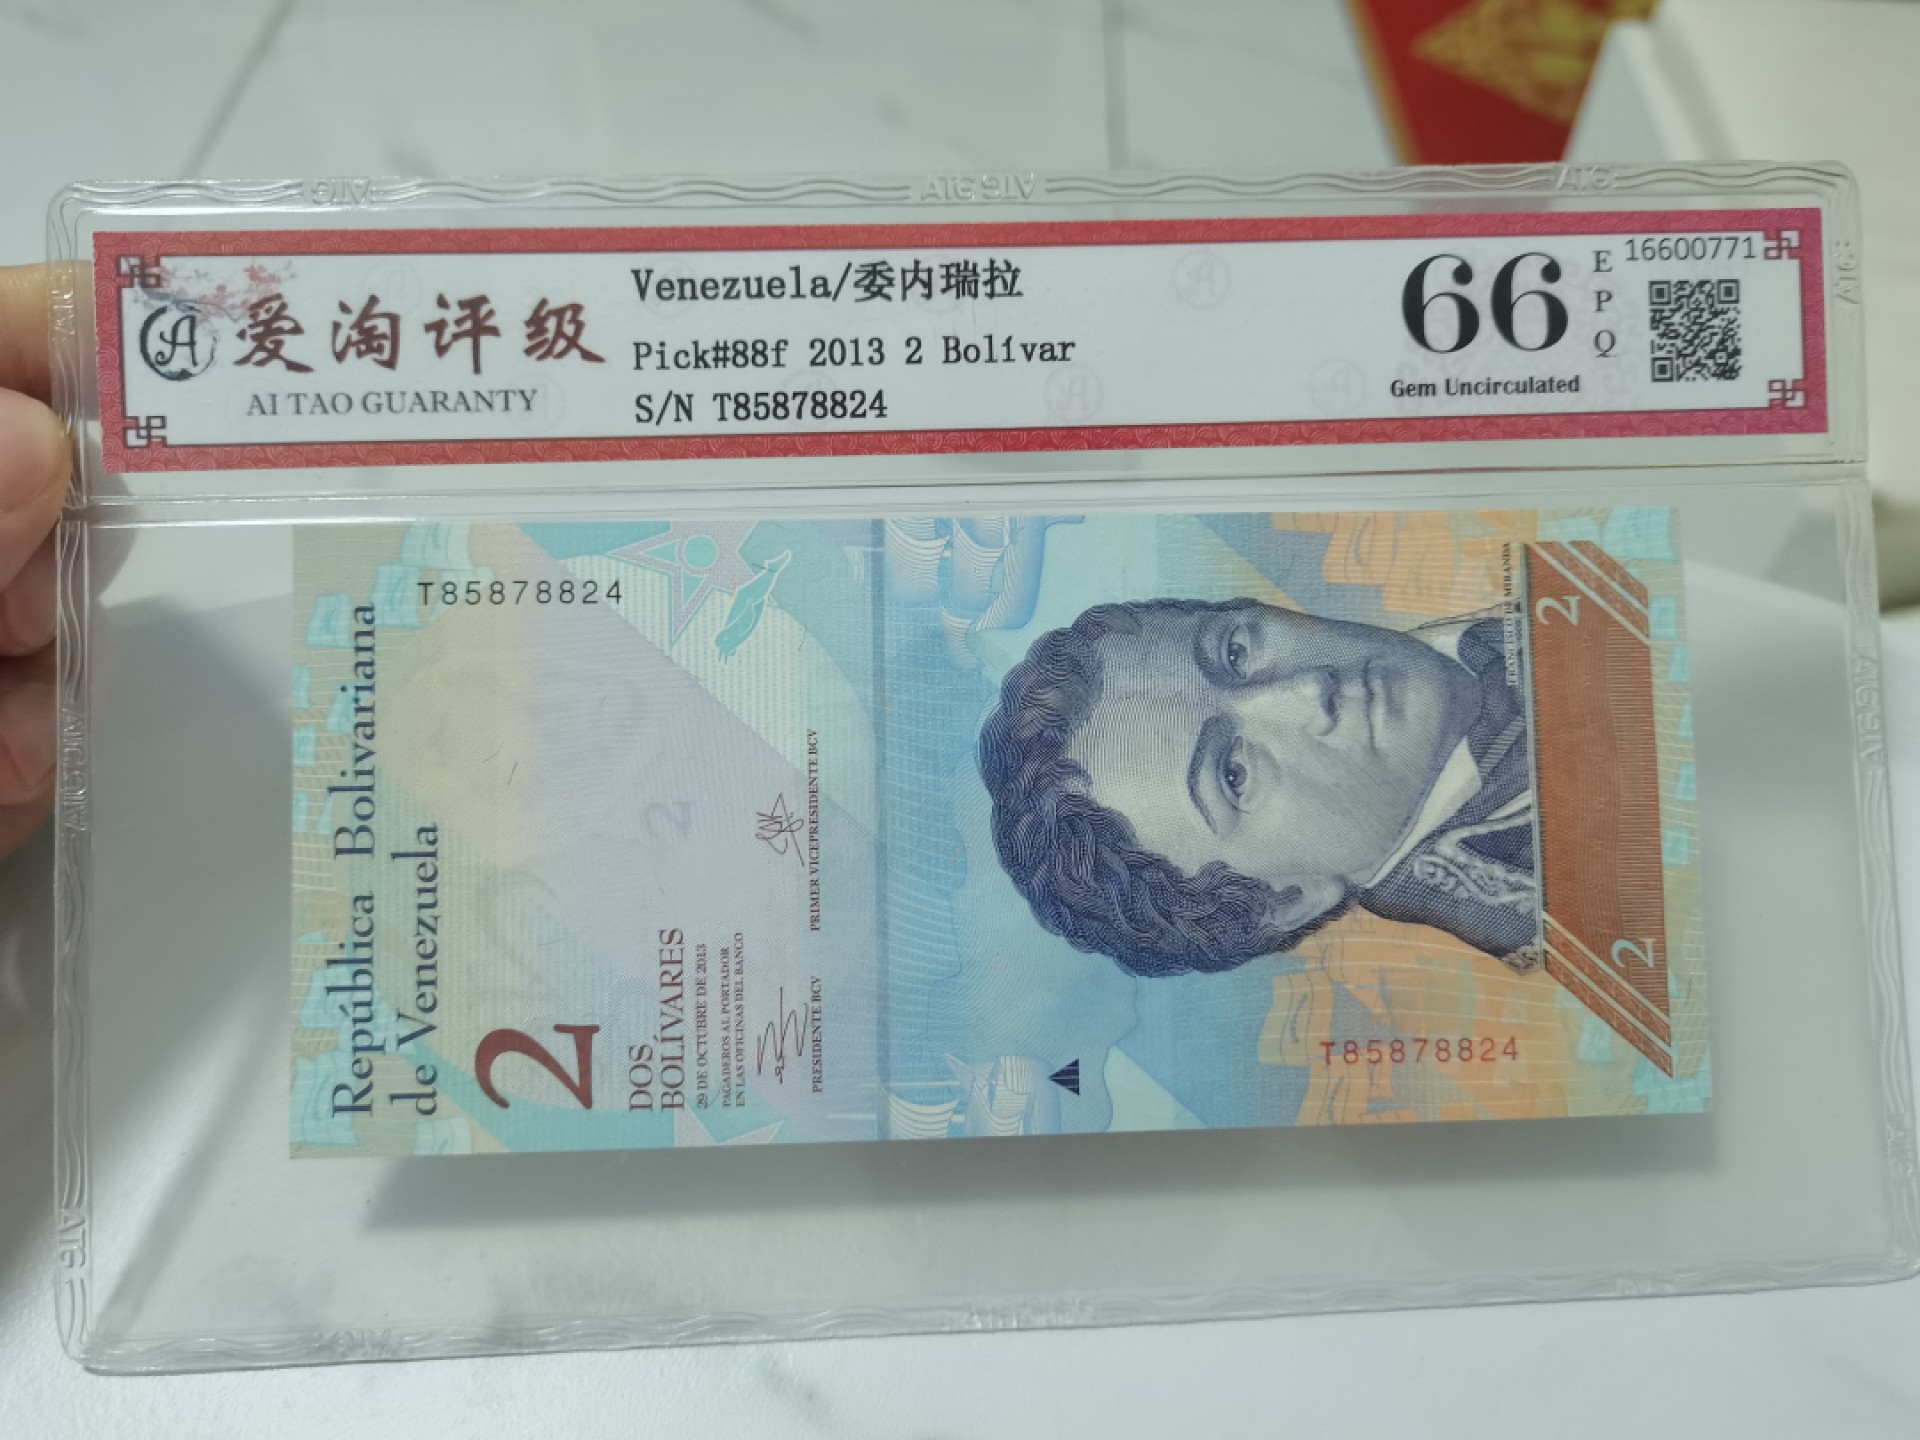 爱淘评级
AI TAO GUARANTY
Venezuela/委内瑞拉
Pick#88f 2013 2 Bolívar
S/N T85878824
66
EPQ
Gem Uncirculated
16600771
República Bolivariana
de Venezuela
T85878824
2
DOS
BOLÍVARES
29 DE OCTUBRE DE 2013
PAGADEROS AL PORTADOR
EN LAS OFICINAS DEL BANCO
PRESIDENTE BCV
PRIMER VICEPRESIDENTE BCV
2
FRANCISCO DE MIRANDA
2
2
T85878824